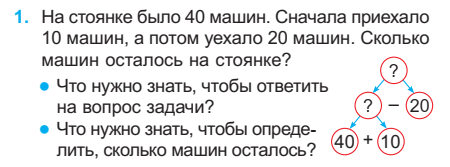 1. На стоянке было 40 машин. Сначала приехало
10 машин, а потом уехало 20 машин. Сколько
машин осталось на стоянке?
• Что нужно знать, чтобы ответить
на вопрос задачи?
• Что нужно знать, чтобы опреде-
лить, сколько машин осталось?
?
? − 20
40 + 10